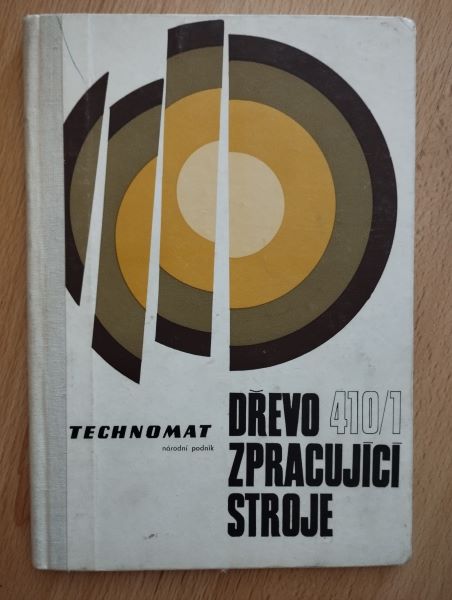 TECHNOMAT
národní podnik
DŘEVO 410/1
ZPRACUJÍCÍ
STROJE